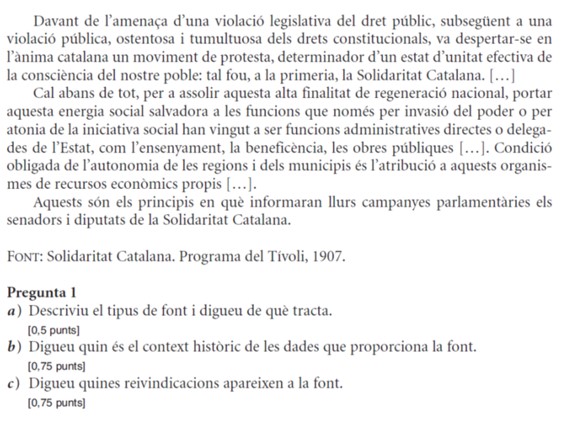 Davant de l'amenaça d'una violació legislativa del dret públic, subsegüent a una
violació pública, ostentosa i tumultuosa dels drets constitucionals, va despertar-se en
l'ànima catalana un moviment de protesta, determinador d'un estat d'unitat efectiva de
la consciència del nostre poble: tal fou, a la primeria, la Solidaritat Catalana. […]
Cal abans de tot, per a assolir aquesta alta finalitat de regeneració nacional, portar
aquesta energia social salvadora a les funcions que només per invasió del poder o per
atonia de la iniciativa social han vingut a ser funcions administratives directes o delega-
des de l'Estat, com l'ensenyament, la beneficència, les obres públiques […]. Condició
obligada de l'autonomia de les regions i dels municipis és l'atribució a aquests organis-
mes de recursos econòmics propis […].
Aquests són els principis en què informaran llurs campanyes parlamentàries els
senadors i diputats de la Solidaritat Catalana.
FONT: Solidaritat Catalana. Programa del Tívoli, 1907.
Pregunta 1
a) Descriviu el tipus de font i digueu de què tracta.
[0,5 punts]
b) Digueu quin és el context històric de les dades que proporciona la font.
[0,75 punts]
c) Digueu quines reivindicacions apareixen a la font.
[0,75 punts]